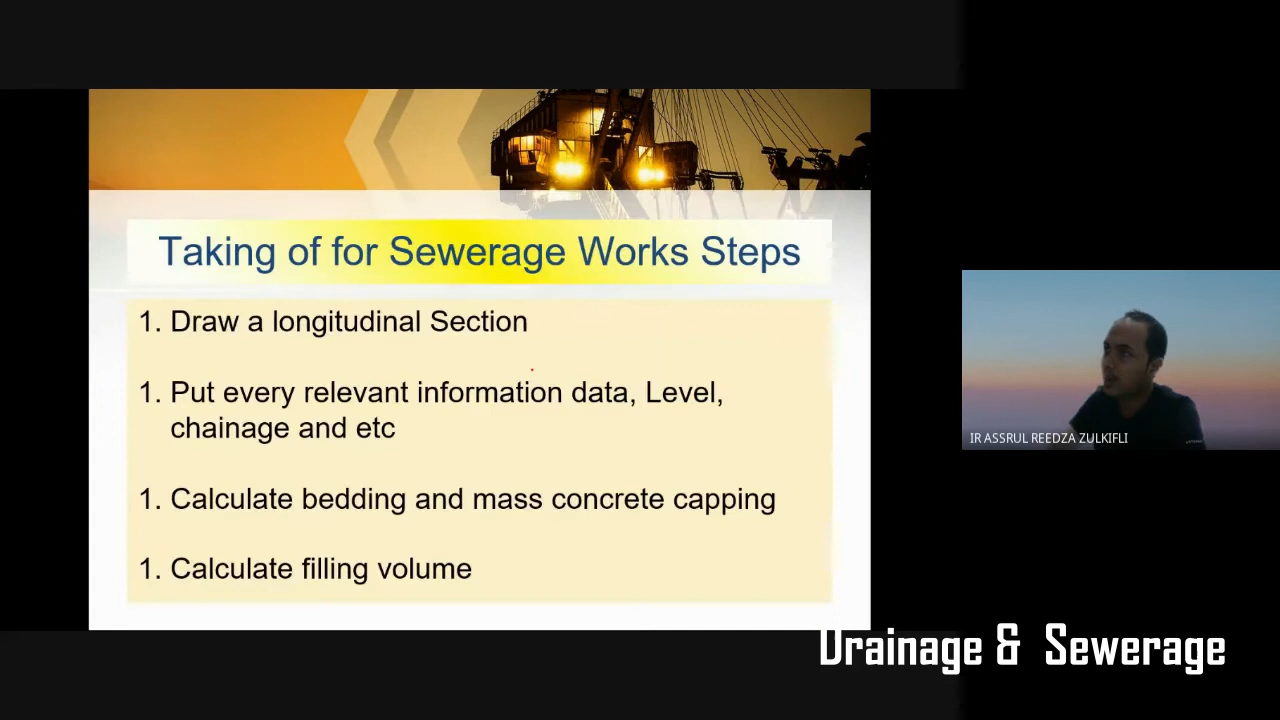 Taking of for Sewerage Works Steps
1. Draw a longitudinal Section
1. Put every relevant information data, Level,
chainage and etc
1. Calculate bedding and mass concrete capping
1. Calculate filling volume
IR ASSRUL REEDZA ZULKIFLI
Drainage & Sewerage